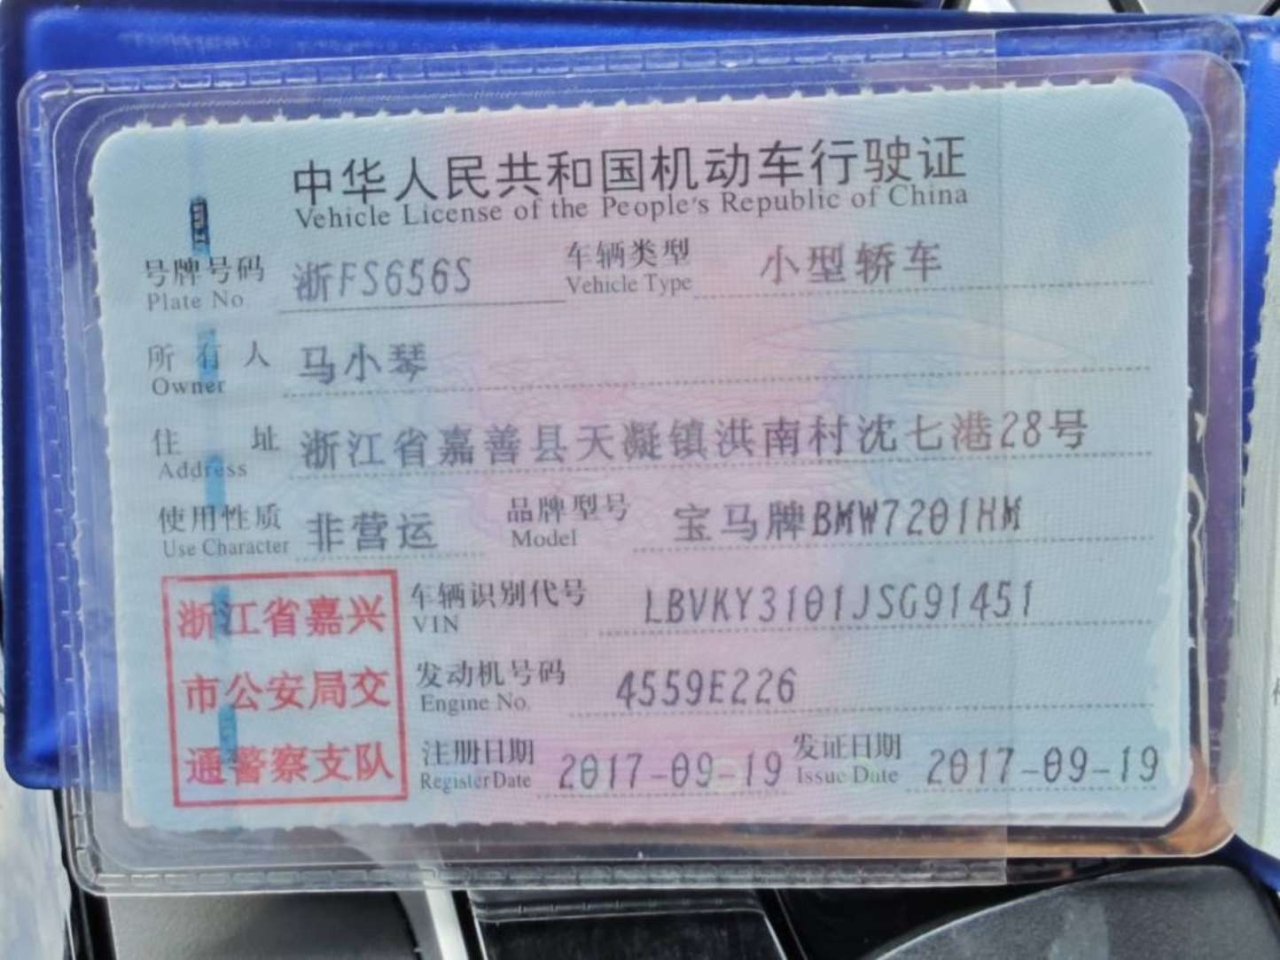 中华人民共和国机动车行驶证
Vehicle License of the People's Republic of China
号牌号码 浙FS656S 车辆类型 小型轿车
Plate No. Vehicle Type
所有人 马小琴
Owner
住址 浙江省嘉善县天凝镇洪南村沈七港28号
Address
使用性质 非营运 品牌型号 宝马牌BMW7201HM
Use Character Model
浙江省嘉兴
市公安局交
通警察支队
车辆识别代号 LBVKY3101JSG91451
VIN
发动机号码 4559E226
Engine No.
注册日期 2017-09-19 发证日期 2017-09-19
Register Date Issue Date